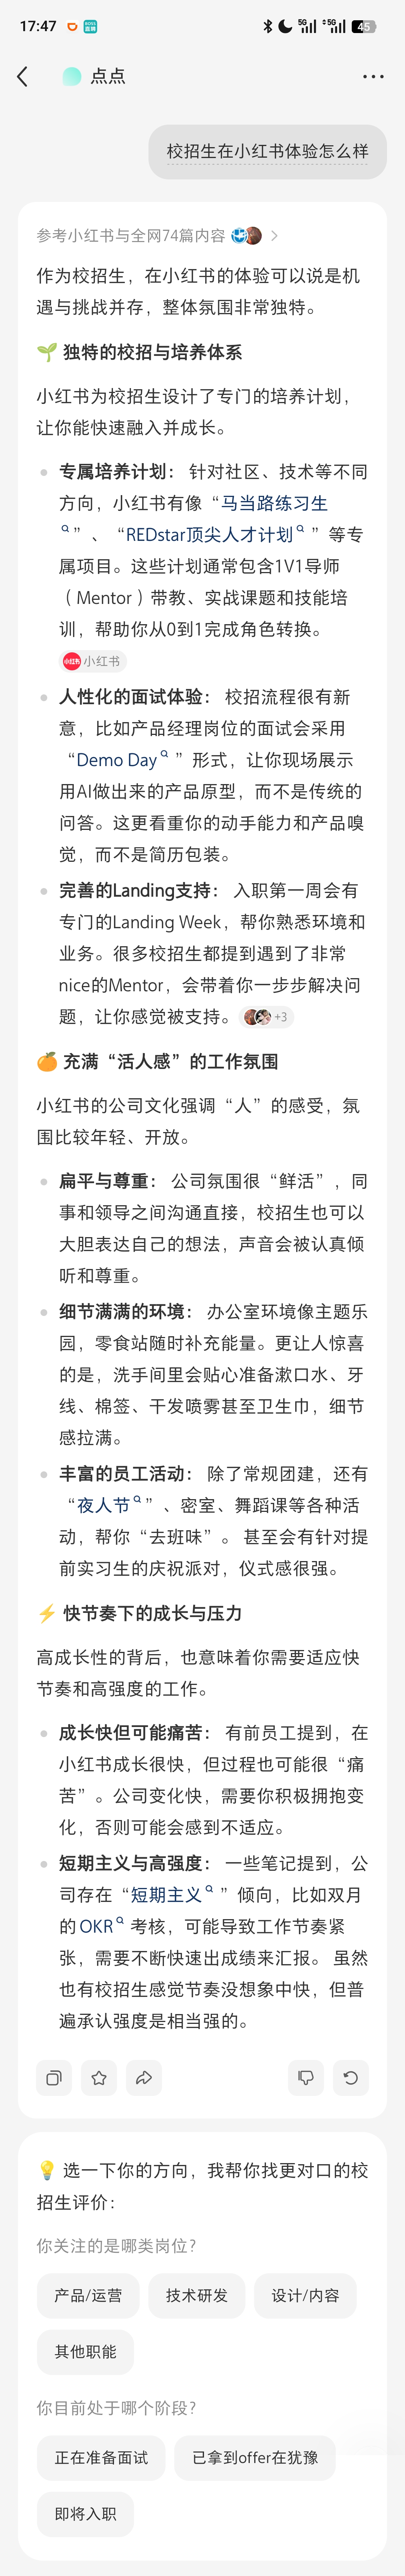 17:47
BOSS
直聘
5G
5G
45
点点
校招生在小红书体验怎么样
参考小红书与全网74篇内容
作为校招生，在小红书的体验可以说是机
遇与挑战并存，整体氛围非常独特。
🌱 独特的校招与培养体系
小红书为校招生设计了专门的培养计划，
让你能快速融入并成长。
专属培养计划： 针对社区、技术等不同
方向，小红书有像“马当路练习生
”、“REDstar顶尖人才计划”等专
属项目。这些计划通常包含1V1导师
（Mentor）带教、实战课题和技能培
训，帮助你从0到1完成角色转换。
小红书 小红书
人性化的面试体验： 校招流程很有新
意，比如产品经理岗位的面试会采用
“Demo Day”形式，让你现场展示
用AI做出来的产品原型，而不是传统的
问答。这更看重你的动手能力和产品嗅
觉，而不是简历包装。
完善的Landing支持： 入职第一周会有
专门的Landing Week，帮你熟悉环境和
业务。很多校招生都提到遇到了非常
nice的Mentor，会带着你一步步解决问
题，让你感觉被支持。 +3
🍊 充满“活人感”的工作氛围
小红书的公司文化强调“人”的感受，氛
围比较年轻、开放。
扁平与尊重： 公司氛围很“鲜活”，同
事和领导之间沟通直接，校招生也可以
大胆表达自己的想法，声音会被认真倾
听和尊重。
细节满满的环境： 办公室环境像主题乐
园，零食站随时补充能量。更让人惊喜
的是，洗手间里会贴心准备漱口水、牙
线、棉签、干发喷雾甚至卫生巾，细节
感拉满。
丰富的员工活动： 除了常规团建，还有
“夜人节”、密室、舞蹈课等各种活
动，帮你“去班味”。 甚至会有针对提
前实习生的庆祝派对，仪式感很强。
⚡ 快节奏下的成长与压力
高成长性的背后，也意味着你需要适应快
节奏和高强度的工作。
成长快但可能痛苦： 有前员工提到，在
小红书成长很快，但过程也可能很“痛
苦”。公司变化快，需要你积极拥抱变
化，否则可能会感到不适应。
短期主义与高强度： 一些笔记提到，公
司存在“短期主义”倾向，比如双月
的OKR考核，可能导致工作节奏紧
张，需要不断快速出成绩来汇报。 虽然
也有校招生感觉节奏没想象中快，但普
遍承认强度是相当强的。
💡 选一下你的方向，我帮你找更对口的校
招生评价：
你关注的是哪类岗位？
产品/运营 技术研发 设计/内容
其他职能
你目前处于哪个阶段？
正在准备面试 已拿到offer在犹豫
即将入职